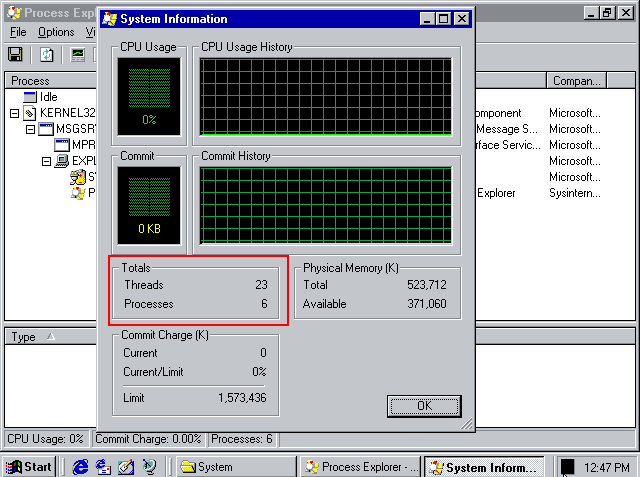 Process Explo
System Information
File Options Vi
CPU Usage
CPU Usage History
0%
Commit
Commit History
0 KB
Process
Compan...
Idle
KERNEL32
omponent Microsoft...
MSGSR
Message S... Microsoft...
MPR
rface Servic... Microsoft...
EXPL
Microsoft...
P
Explorer Sysintern...
Totals
Threads 23
Processes 6
Physical Memory (K)
Total 523,712
Available 371,060
Commit Charge (K)
Current 0
Current/Limit 0%
Limit 1,573,436
OK
Type
CPU Usage: 0% Commit Charge: 0.00% Processes: 6
Start
System
Process Explorer - ...
System Inform...
12:47 PM